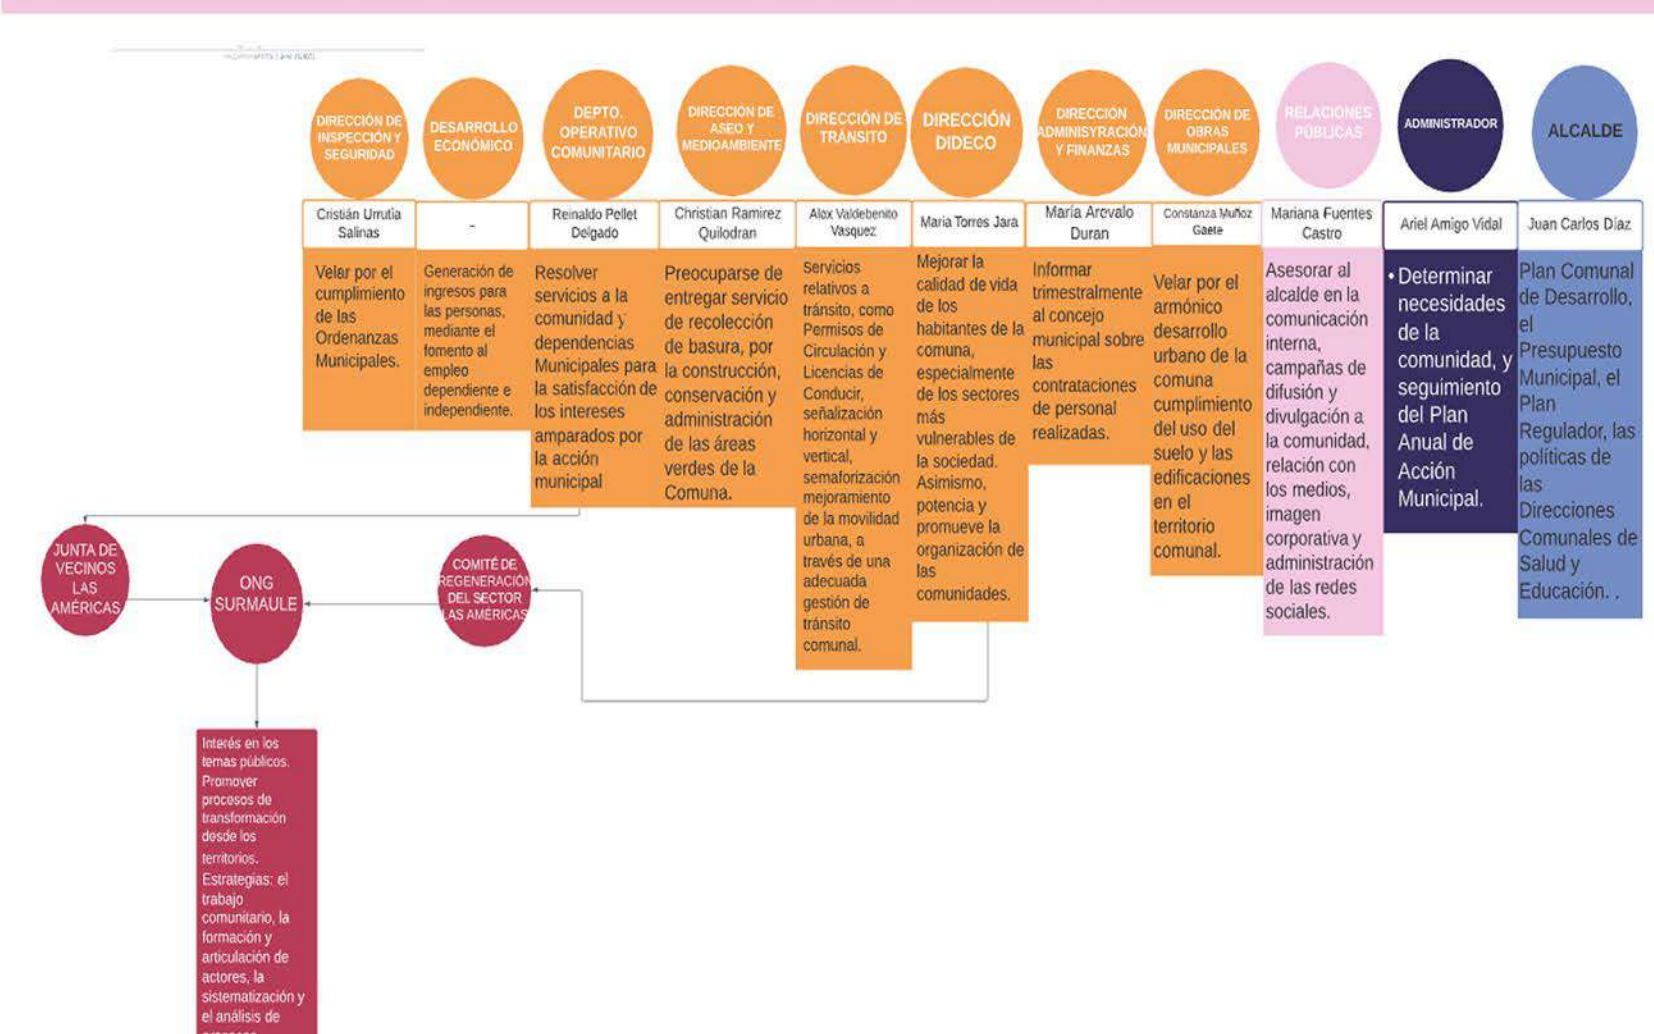 DIRECCIÓN DE
INSPECCIÓN Y
SEGURIDAD
DESARROLLO
ECONÓMICO
DEPTO.
OPERATIVO
COMUNITARIO
DIRECCIÓN DE
ASEO Y
MEDIOAMBIENTE
DIRECCIÓN DE
TRÁNSITO
DIRECCIÓN
DIDECO
DIRECCIÓN
ADMINISYRACIÓN
Y FINANZAS
DIRECCIÓN DE
OBRAS
MUNICIPALES
RELACIONES
PÚBLICAS
ADMINISTRADOR
ALCALDE
Cristián Urrutia
Salinas
-
Reinaldo Pellet
Delgado
Christian Ramirez
Quilodran
Alex Valdebenito
Vasquez
Maria Torres Jara
María Arevalo
Duran
Constanza Muñoz
Gaete
Mariana Fuentes
Castro
Ariel Amigo Vidal
Juan Carlos Díaz
Velar por el
cumplimiento
de las
Ordenanzas
Municipales.
Generación de
ingresos para
las personas,
mediante el
fomento al
empleo
dependiente e
independiente.
Resolver
servicios a la
comunidad y
dependencias
Municipales para
la satisfacción de
los intereses
amparados por
la acción
municipal
Preocuparse de
entregar servicio
de recolección
de basura, por
la construcción,
conservación y
administración
de las áreas
verdes de la
Comuna.
Servicios
relativos a
tránsito, como
Permisos de
Circulación y
Licencias de
Conducir,
señalización
horizontal y
vertical,
semaforización
mejoramiento
de la movilidad
urbana, a
través de una
adecuada
gestión de
tránsito
comunal.
Mejorar la
calidad de vida
de los
habitantes de la
comuna,
especialmente
de los sectores
más
vulnerables de
la sociedad.
Asimismo,
potencia y
promueve la
organización de
las
comunidades.
Informar
trimestralmente
al concejo
municipal sobre
las
contrataciones
de personal
realizadas.
Velar por el
armónico
desarrollo
urbano de la
comuna
cumplimiento
del uso del
suelo y las
edificaciones
en el
territorio
comunal.
Asesorar al
alcalde en la
comunicación
interna,
campañas de
difusión y
divulgación a
la comunidad,
relación con
los medios,
imagen
corporativa y
administración
de las redes
sociales.
• Determinar
necesidades
de la
comunidad, y
seguimiento
del Plan
Anual de
Acción
Municipal.
Plan Comunal
de Desarrollo,
el
Presupuesto
Municipal, el
Plan
Regulador, las
políticas de
las
Direcciones
Comunales de
Salud y
Educación. .
JUNTA DE
VECINOS
LAS
AMÉRICAS
ONG
SURMAULE
COMITÉ DE
REGENERACIÓN
DEL SECTOR
LAS AMÉRICAS
Interés en los
temas públicos.
Promover
procesos de
transformación
desde los
territorios.
Estrategias: el
trabajo
comunitario, la
formación y
articulación de
actores, la
sistematización y
el análisis de